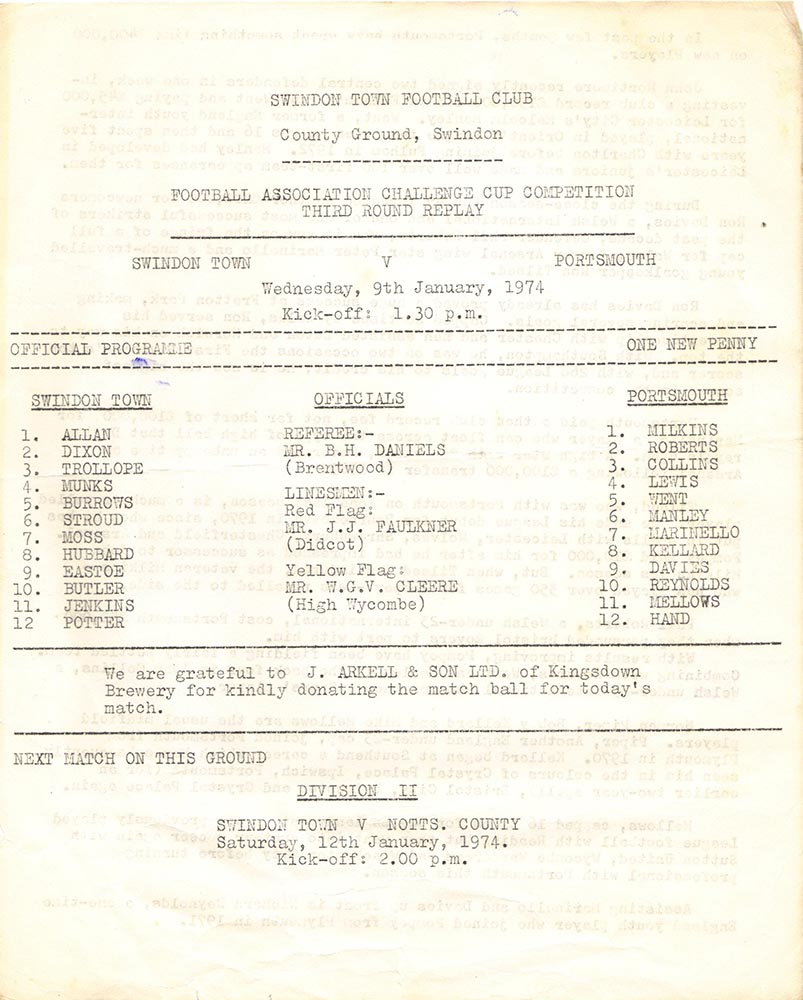 SWINDON TOWN FOOTBALL CLUB
County Ground, Swindon
FOOTBALL ASSOCIATION CHALLENGE CUP COMPETITION
THIRD ROUND REPLAY
SWINDON TOWN V PORTSMOUTH
Wednesday, 9th January, 1974
Kick-off: 1.30 p.m.
OFFICIAL PROGRAMME ONE NEW PENNY
SWINDON TOWN
1. ALLAN
2. DIXON
3. TROLLOPE
4. MUNKS
5. BURROWS
6. STROUD
7. MOSS
8. HUBBARD
9. EASTOE
10. BUTLER
11. JENKINS
12 POTTER
OFFICIALS
REFEREE:-
MR. B.H. DANIELS
(Brentwood)
LINESMEN:-
Red Flag:
MR. J.J. FAULKNER
(Didcot)
Yellow Flag:
MR. W.G.V. CLEERE
(High Wycombe)
PORTSMOUTH
1. MILKINS
2. ROBERTS
3. COLLINS
4. LEWIS
5. WENT
6. MANLEY
7. MARINELLO
8. KELLARD
9. DAVIES
10. REYNOLDS
11. MELLOWS
12. HAND
We are grateful to J. ARKELL & SON LTD. of Kingsdown
Brewery for kindly donating the match ball for today's
match.
NEXT MATCH ON THIS GROUND
DIVISION II
SWINDON TOWN V NOTTS. COUNTY
Saturday, 12th January, 1974.
Kick-off: 2.00 p.m.